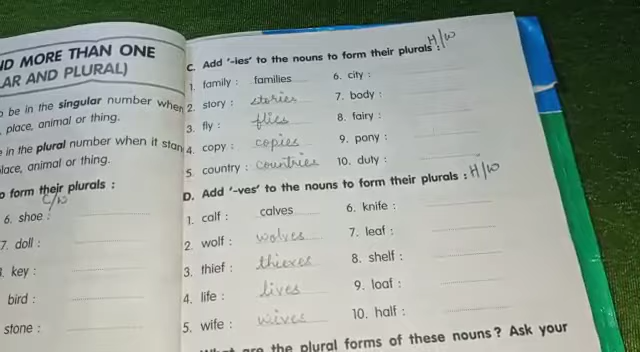 ND MORE THAN ONE
AR AND PLURAL)
be in the singular number when
place, animal or thing.
in the plural number when it stan
lace, animal or thing.
o form their plurals :
C/W
6. shoe :
7. doll :
. key :
bird :
stone :
C. Add '-ies' to the nouns to form their plurals : H/W
1. family : families 6. city :
2. story : stories 7. body :
3. fly : flies 8. fairy :
4. copy : copies 9. pony :
5. country : countries 10. duty :
D. Add '-ves' to the nouns to form their plurals : H/W
1. calf : calves 6. knife :
2. wolf : wolves 7. leaf :
3. thief : thieves 8. shelf :
4. life : lives 9. loaf :
5. wife : wives 10. half :
are the plural forms of these nouns? Ask your